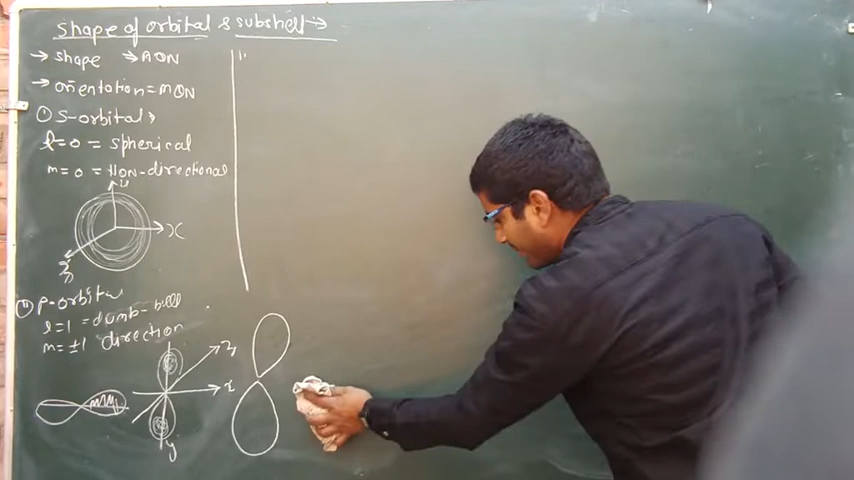 shape of orbital & subshell →
→ shape → AQN
→ orientation = MQN
① s-orbital →
l=0 = spherical
m=0 = Non-directional
y
x
z
② p-orbital
l=1 = dumb-bell
m=±1 direction
z
x
y